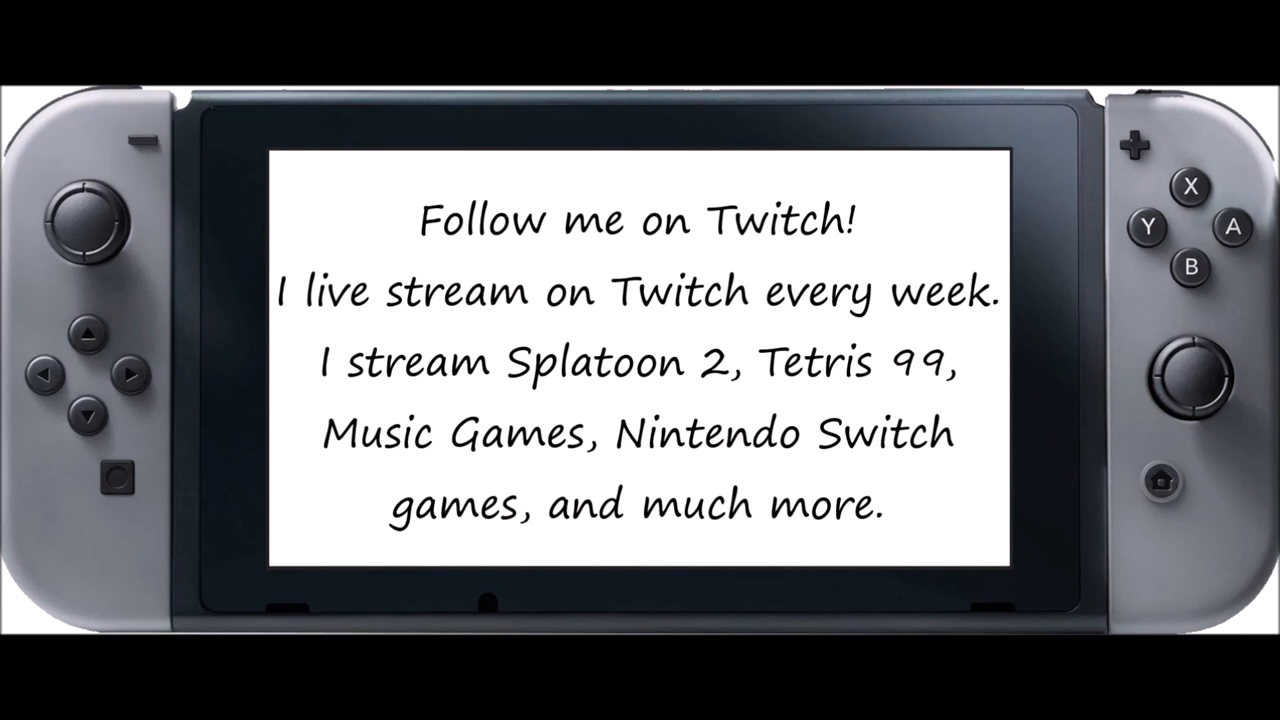 Follow me on Twitch!
I live stream on Twitch every week.
I stream Splatoon 2, Tetris 99,
Music Games, Nintendo Switch
games, and much more.
X
Y
A
B